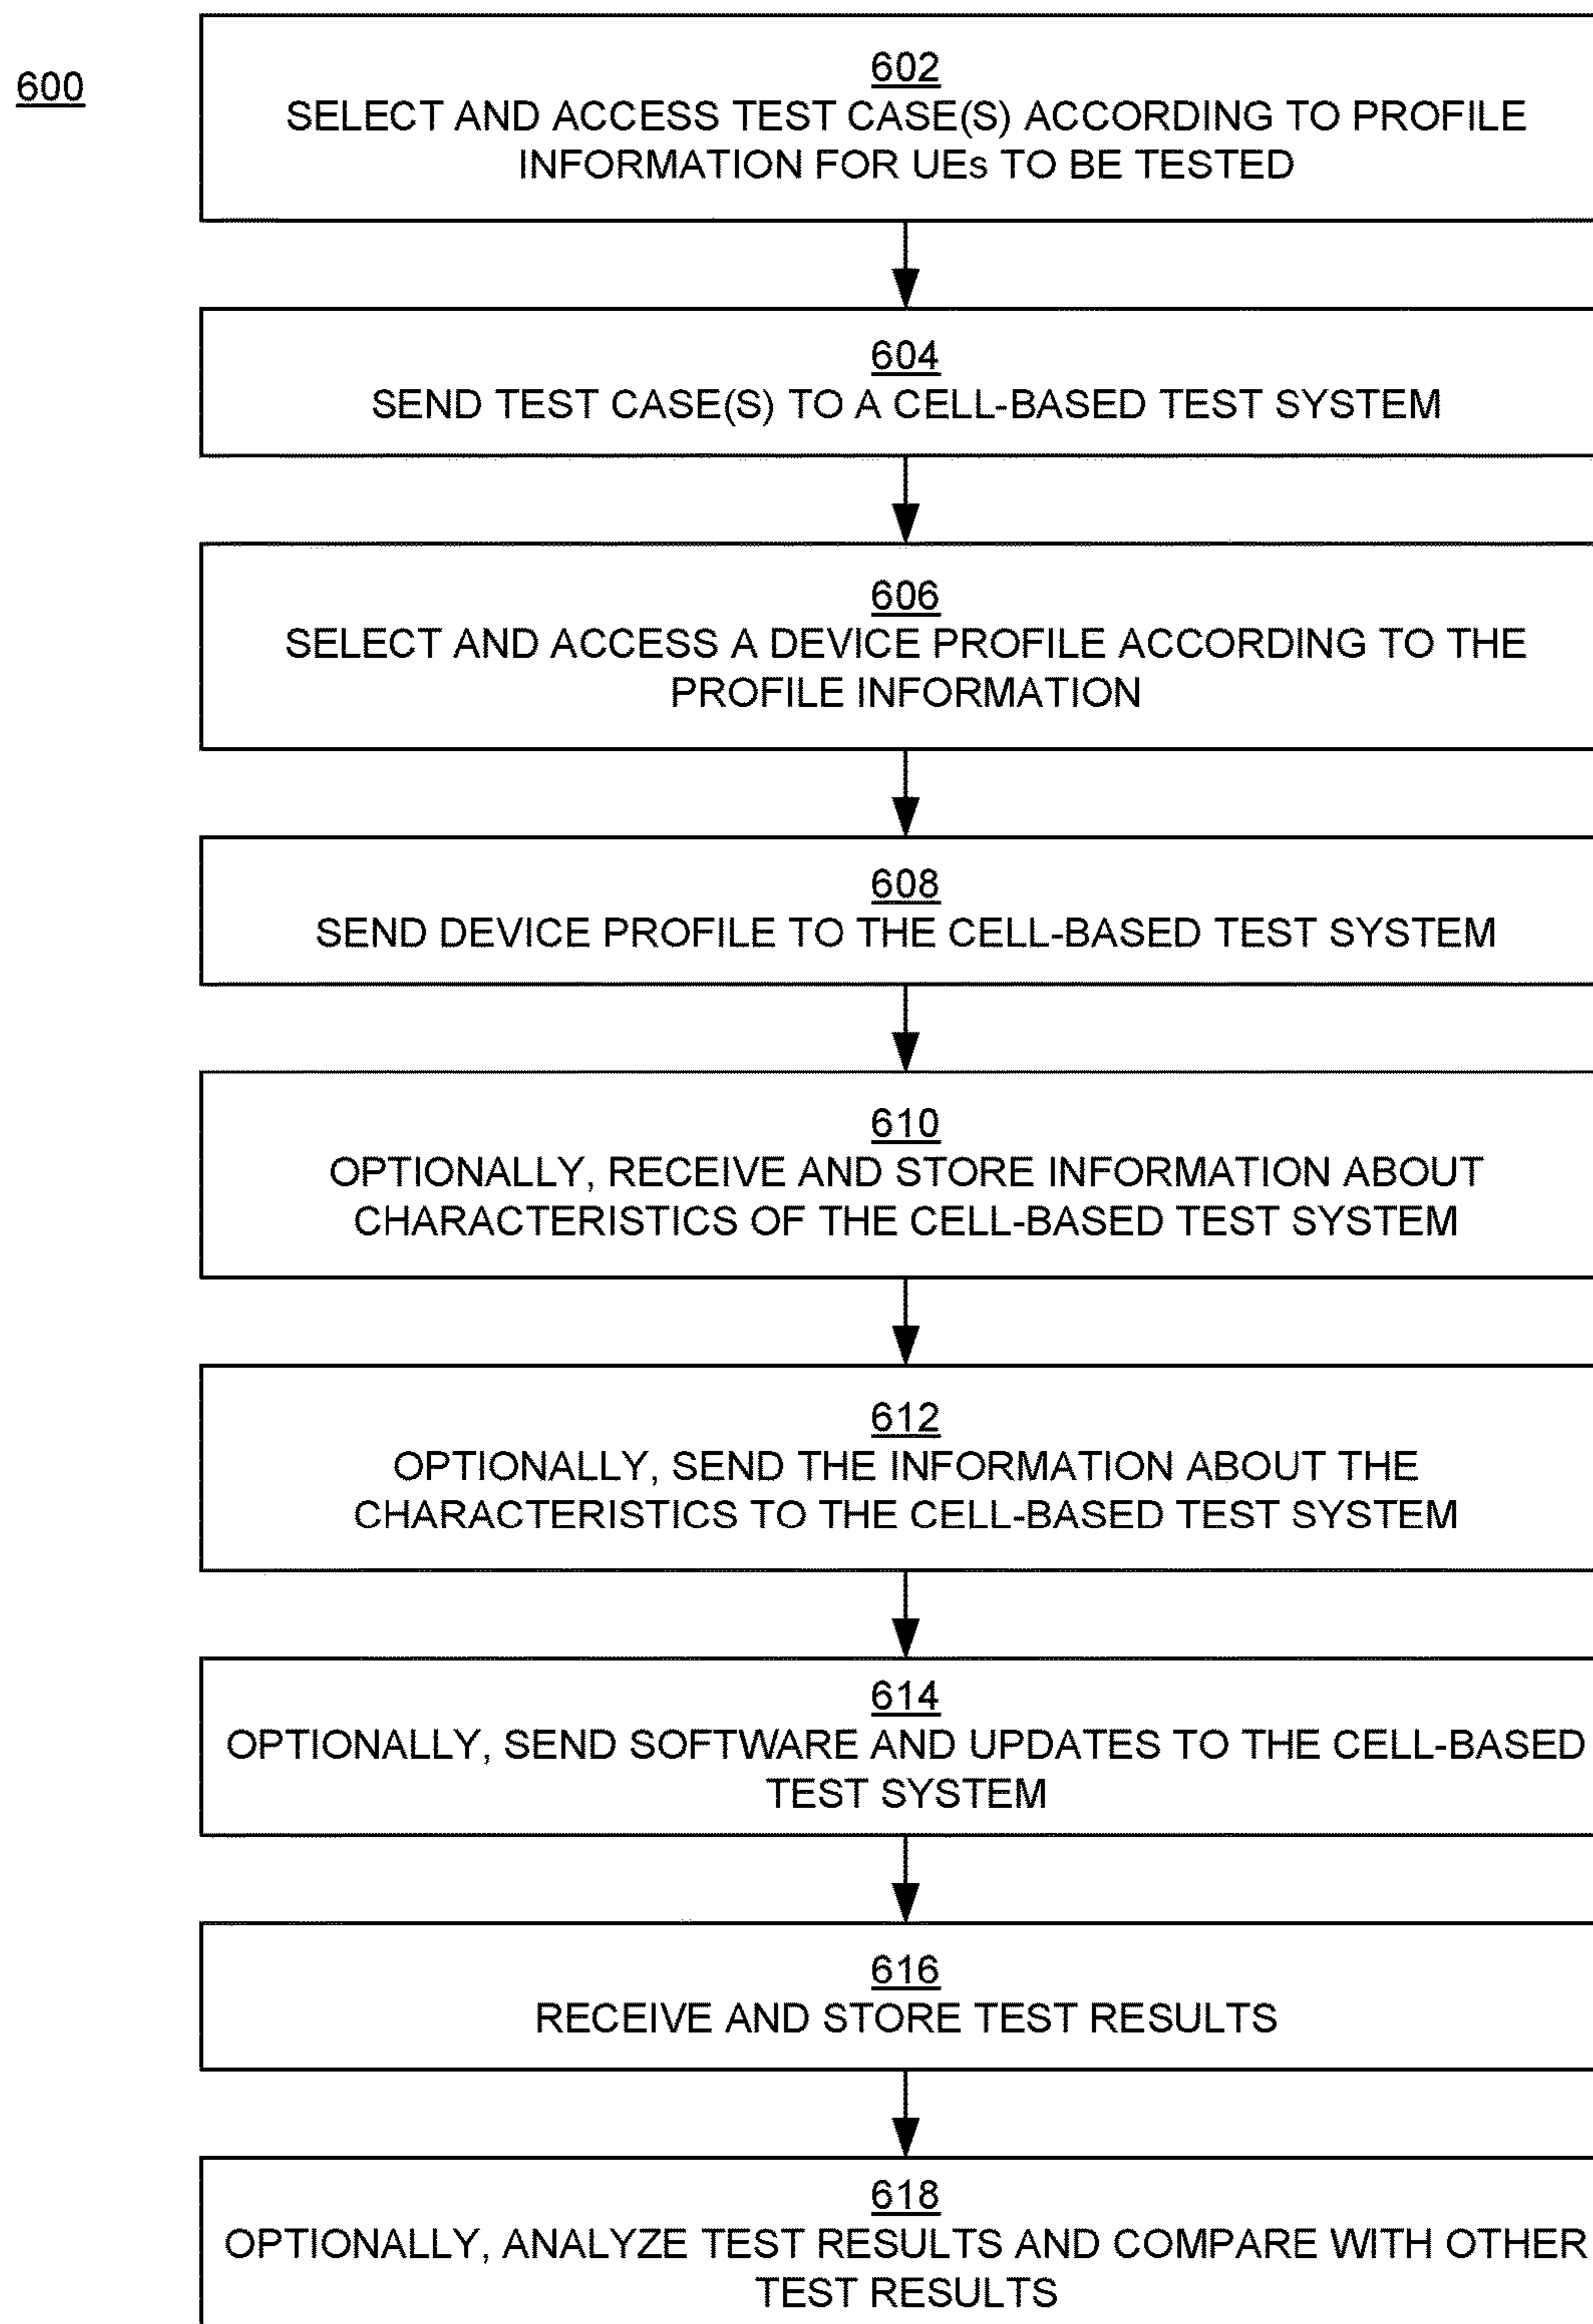 600
602
SELECT AND ACCESS TEST CASE(S) ACCORDING TO PROFILE
INFORMATION FOR UEs TO BE TESTED
604
SEND TEST CASE(S) TO A CELL-BASED TEST SYSTEM
606
SELECT AND ACCESS A DEVICE PROFILE ACCORDING TO THE
PROFILE INFORMATION
608
SEND DEVICE PROFILE TO THE CELL-BASED TEST SYSTEM
610
OPTIONALLY, RECEIVE AND STORE INFORMATION ABOUT
CHARACTERISTICS OF THE CELL-BASED TEST SYSTEM
612
OPTIONALLY, SEND THE INFORMATION ABOUT THE
CHARACTERISTICS TO THE CELL-BASED TEST SYSTEM
614
OPTIONALLY, SEND SOFTWARE AND UPDATES TO THE CELL-BASED
TEST SYSTEM
616
RECEIVE AND STORE TEST RESULTS
618
OPTIONALLY, ANALYZE TEST RESULTS AND COMPARE WITH OTHER
TEST RESULTS